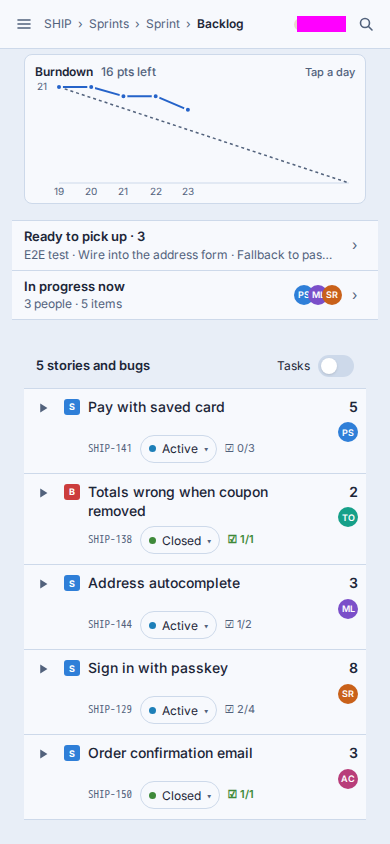 SHIP › Sprints › Sprint › Backlog
Burndown 16 pts left Tap a day
21
19 20 21 22 23
Ready to pick up · 3
E2E test · Wire into the address form · Fallback to pas... ›
In progress now
3 people · 5 items PS ML SR ›
5 stories and bugs Tasks
S Pay with saved card 5
PS
SHIP-141 Active ▾ ☑ 0/3
B Totals wrong when coupon 2
removed TO
SHIP-138 Closed ▾ ☑ 1/1
S Address autocomplete 3
ML
SHIP-144 Active ▾ ☑ 1/2
S Sign in with passkey 8
SR
SHIP-129 Active ▾ ☑ 2/4
S Order confirmation email 3
AC
SHIP-150 Closed ▾ ☑ 1/1